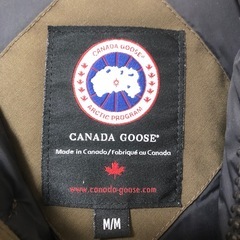 CANADA GOOSE
ARCTIC PROGRAM
CANADA GOOSE®
Made in Canada/Fabriqué au Canada
www.canada-goose.com
M/M